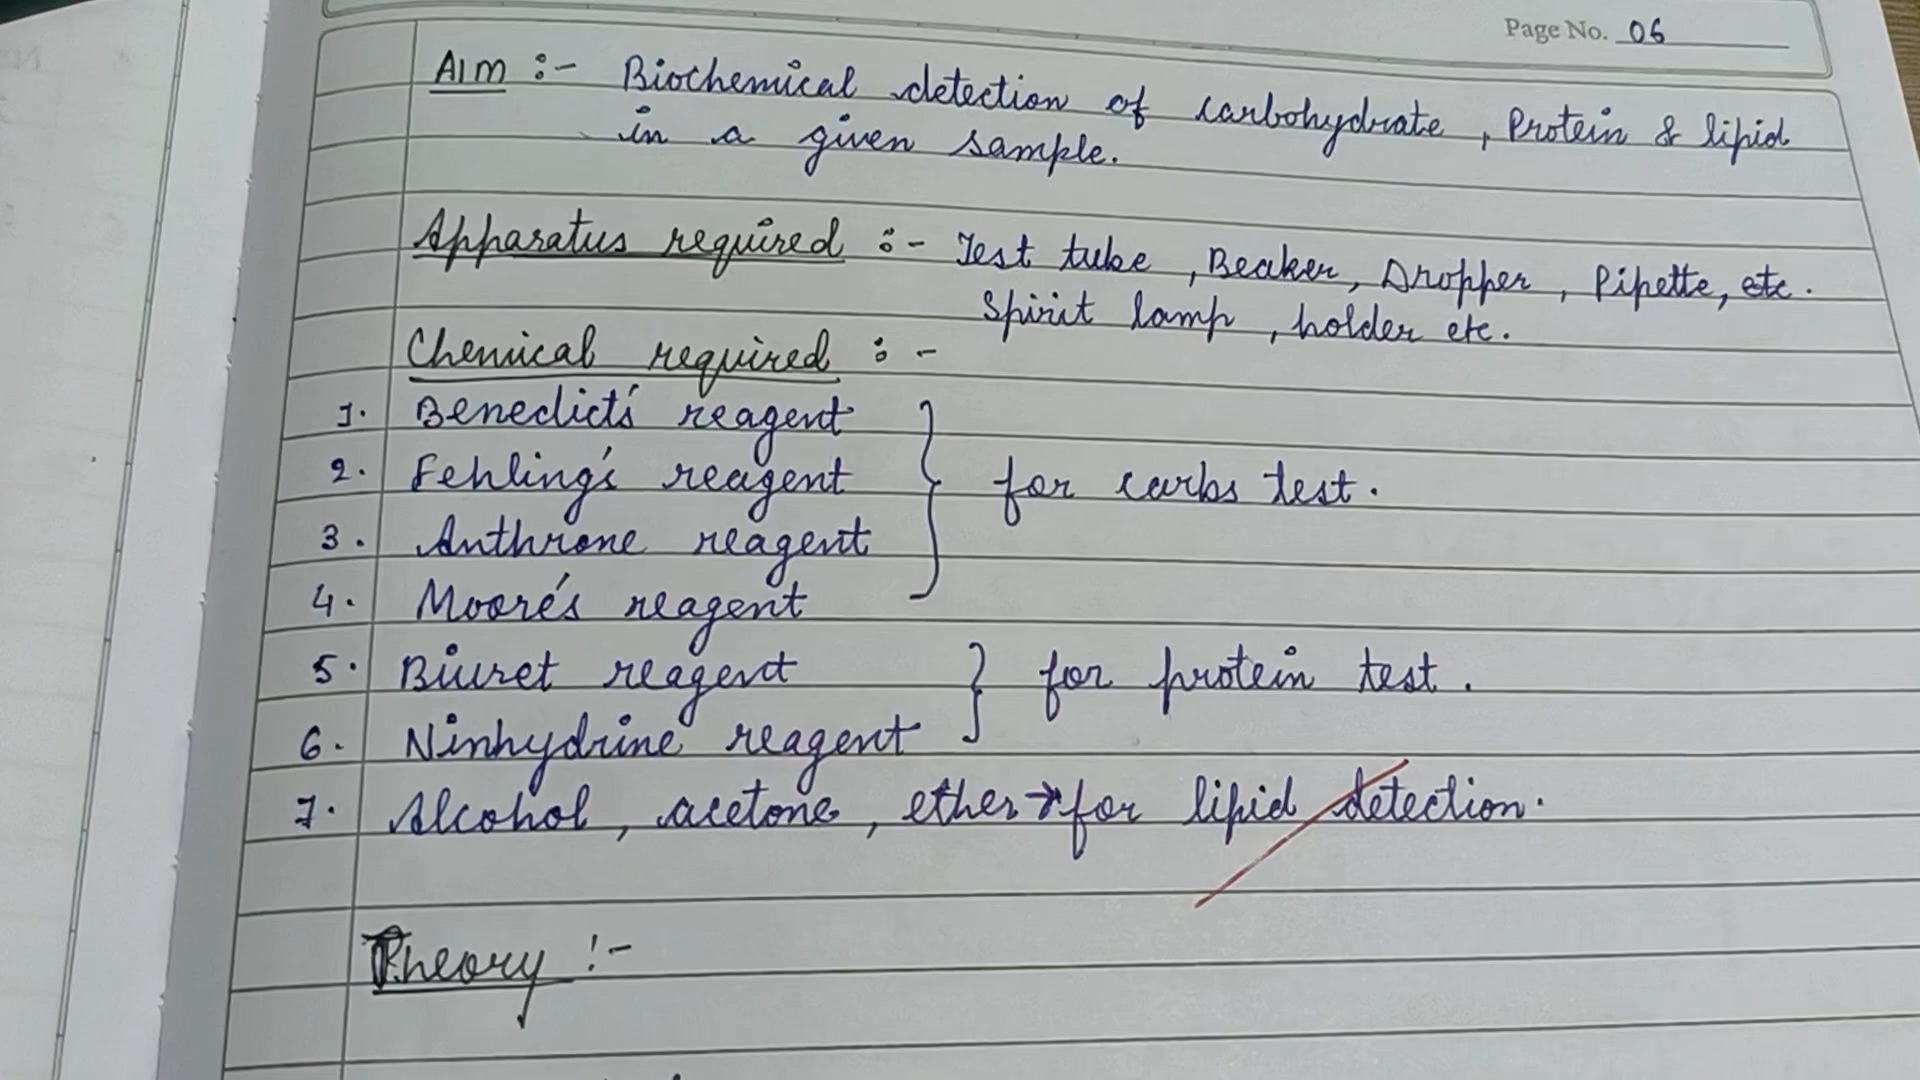 Page No. 06
AIM :- Biochemical detection of carbohydrate, Protein & lipid
in a given sample.
Apparatus required :- Test tube, Beaker, Dropper, Pipette, etc.
Spirit lamp, holder etc.
Chemical required :-
1. Benedict's reagent
2. Fehling's reagent } for carbs test.
3. Anthrone reagent
4. Moore's reagent
5. Biuret reagent } for protein test.
6. Ninhydrine reagent
7. Alcohol, acetone, ether → for lipid detection.
Theory :-